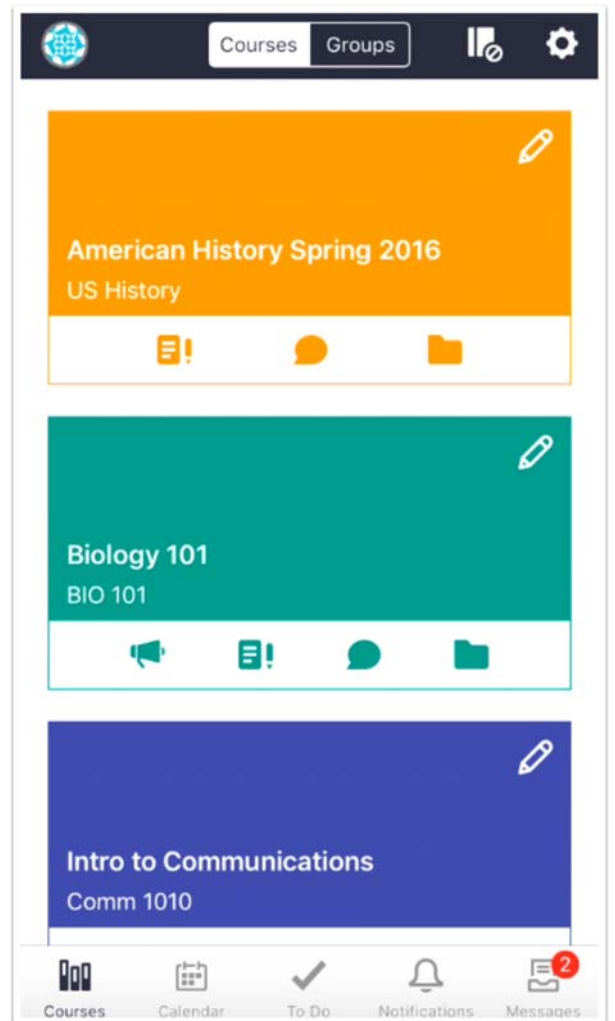 Courses Groups
American History Spring 2016
US History
Biology 101
BIO 101
Intro to Communications
Comm 1010
2
Courses Calendar To Do Notifications Messages